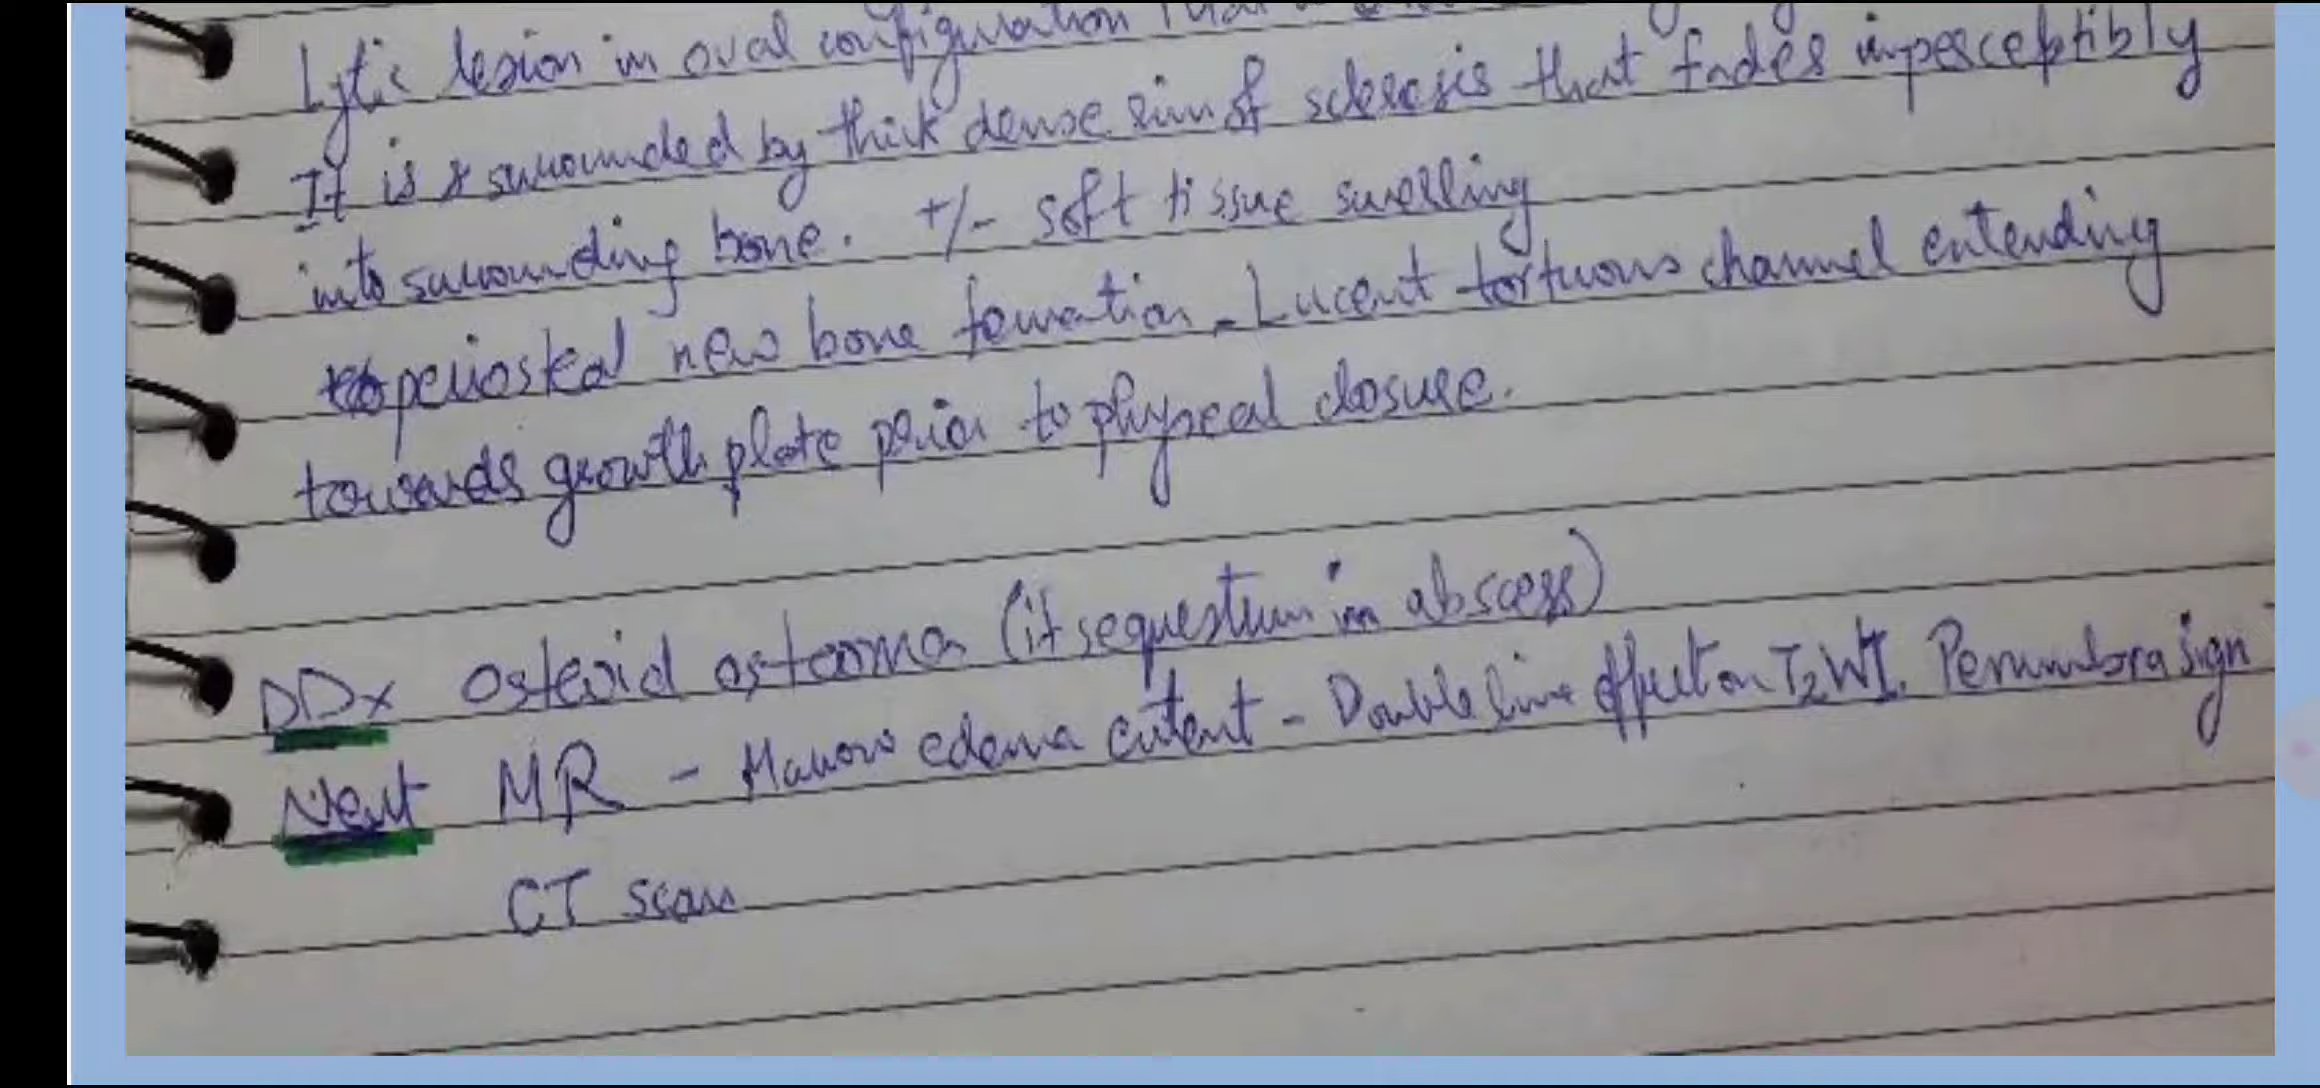 Lytic lesion in oval configuration that
It is surrounded by thick dense rim of sclerosis that fades imperceptibly
into surrounding bone. +/- soft tissue swelling
periosteal new bone formation - Lucent tortuous channel extending
towards growth plate prior to physeal closure.
DDx Osteoid osteoma (if sequestrum in abscess)
Next MR - Marrow edema extent - Double line effect on T2WI. Penumbra sign
CT scan